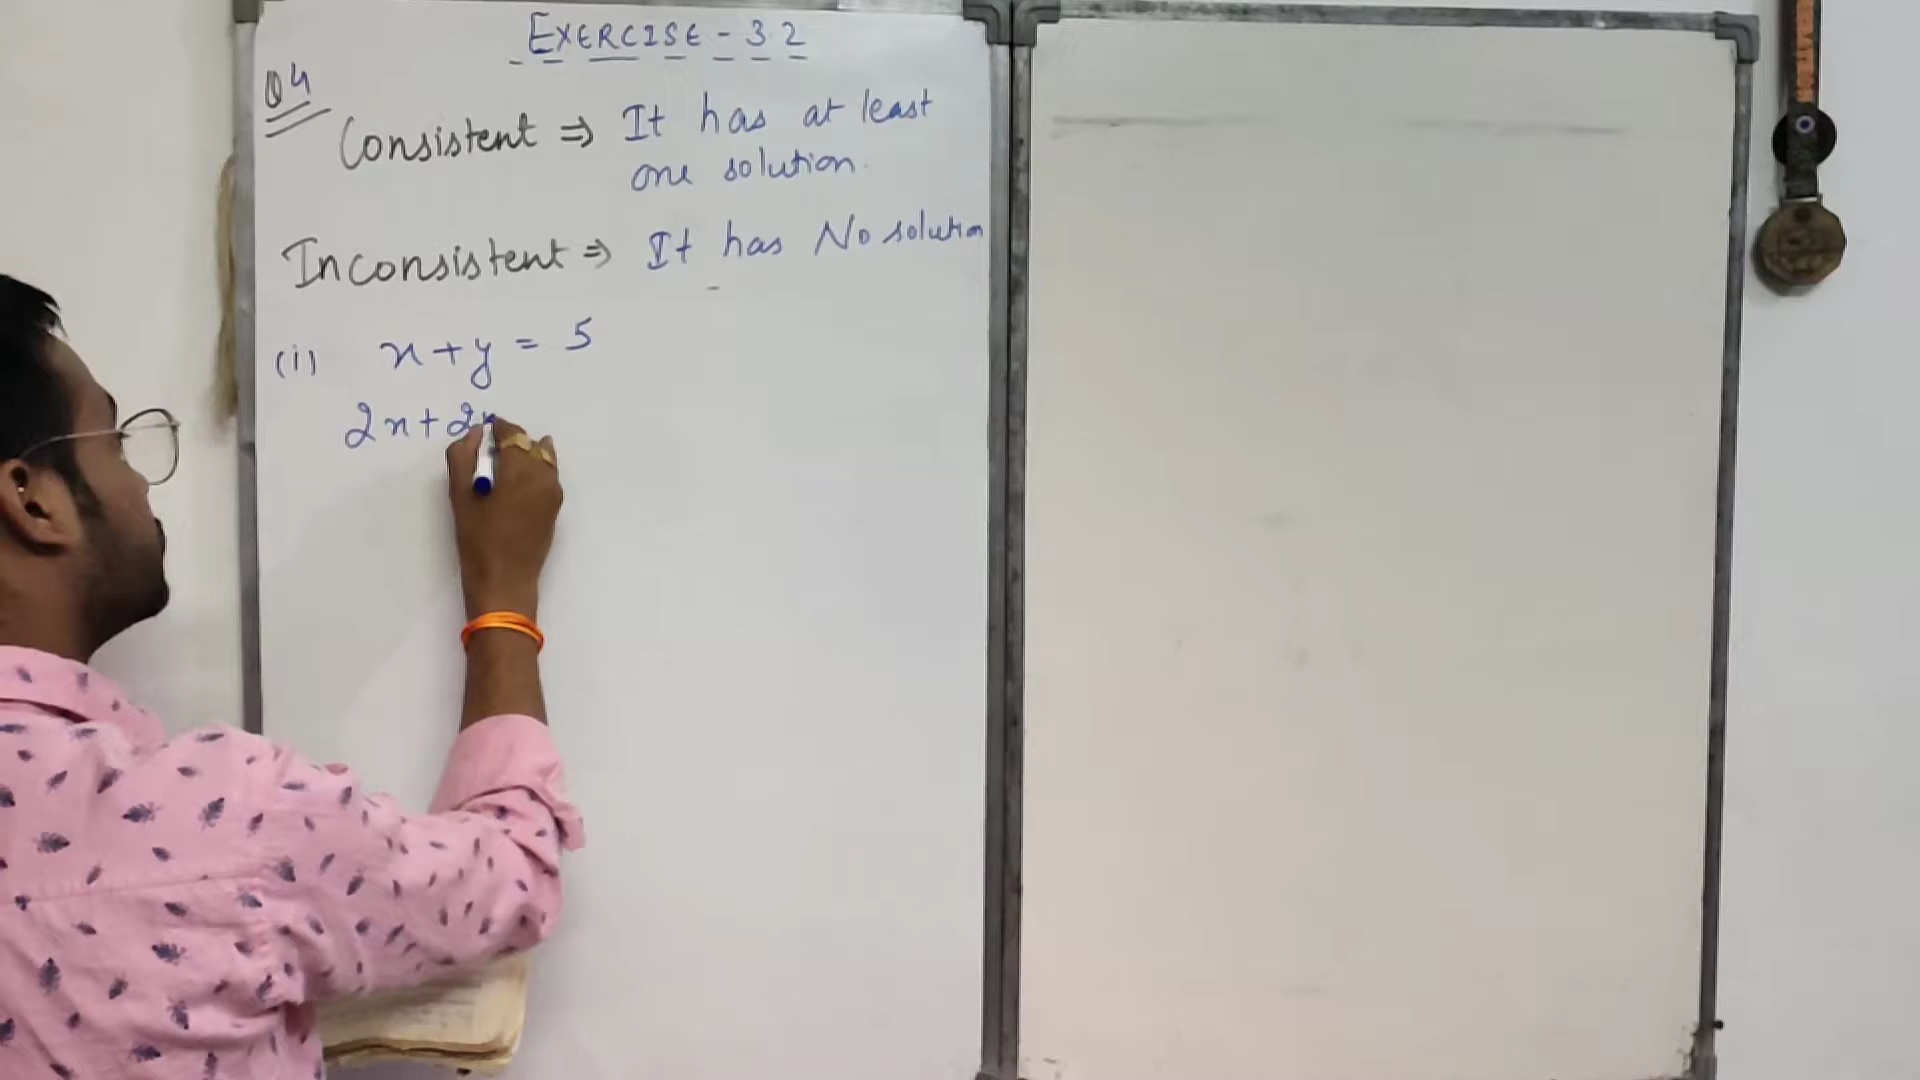 EXERCISE - 3.2
Q4
Consistent ⇒ It has at least
one solution.
Inconsistent ⇒ It has No solution
(i) x + y = 5
2x + 2